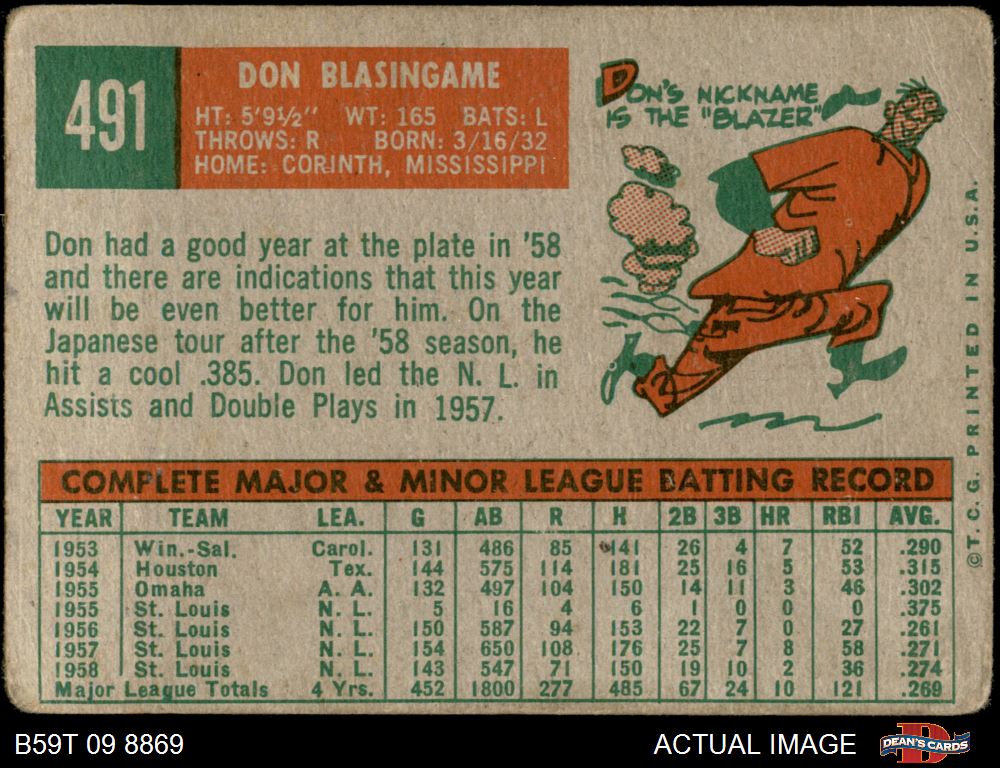 491
DON BLASINGAME
HT: 5'9½" WT: 165 BATS: L
THROWS: R BORN: 3/16/32
HOME: CORINTH, MISSISSIPPI
DON'S NICKNAME
IS THE "BLAZER"
Don had a good year at the plate in '58
and there are indications that this year
will be even better for him. On the
Japanese tour after the '58 season, he
hit a cool .385. Don led the N. L. in
Assists and Double Plays in 1957.
COMPLETE MAJOR & MINOR LEAGUE BATTING RECORD
YEAR TEAM LEA. G AB R H 2B 3B HR RBI AVG.
1953 Win.-Sal. Carol. 131 486 85 141 26 4 7 52 .290
1954 Houston Tex. 144 575 114 181 25 16 5 53 .315
1955 Omaha A. A. 132 497 104 150 14 11 3 46 .302
1955 St. Louis N. L. 5 16 4 6 1 0 0 0 .375
1956 St. Louis N. L. 150 587 94 153 22 7 0 27 .261
1957 St. Louis N. L. 154 650 108 176 25 7 8 58 .271
1958 St. Louis N. L. 143 547 71 150 19 10 2 36 .274
Major League Totals 4 Yrs. 452 1800 277 485 67 24 10 121 .269
© T. C. G. PRINTED IN U.S.A.
B59T 09 8869
ACTUAL IMAGE
DEAN'S CARDS